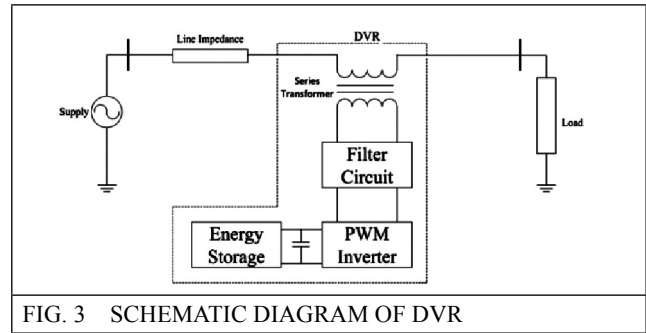 DVR
Line Impedance
Series
Transformer
Supply
Load
Filter
Circuit
Energy
Storage
PWM
Inverter
FIG. 3 SCHEMATIC DIAGRAM OF DVR